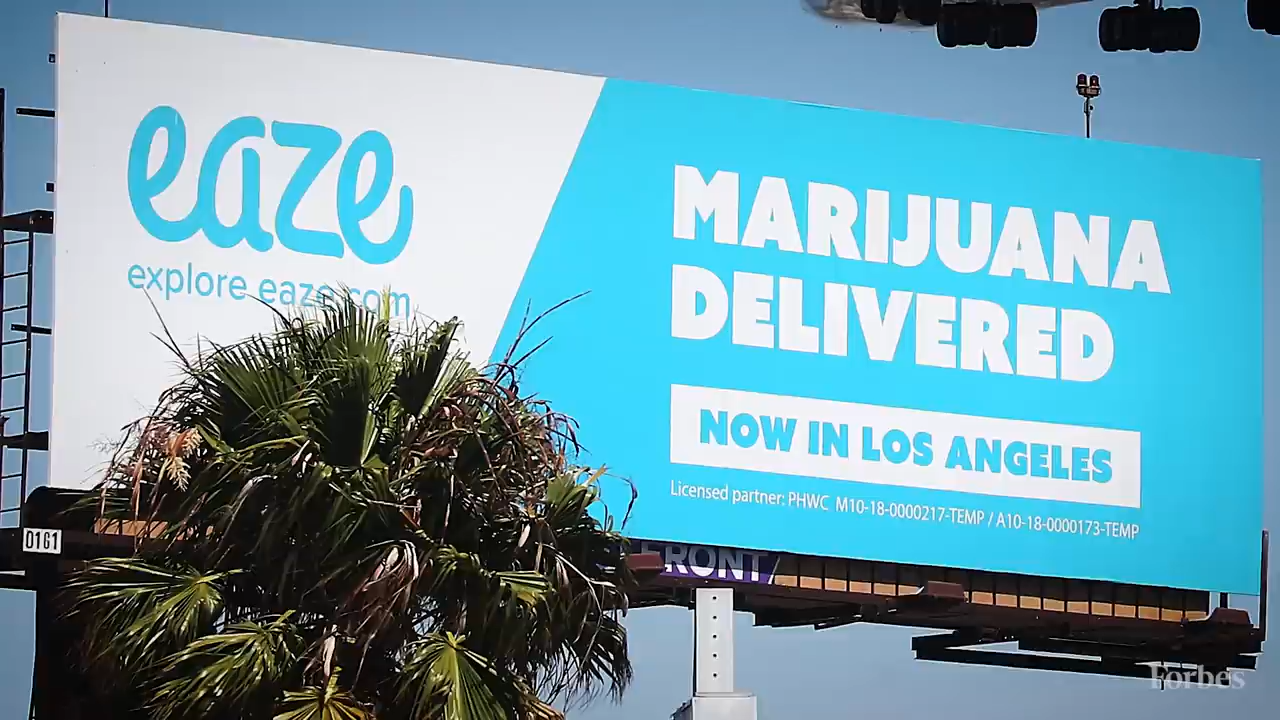 eaze
explore eaze.com
MARIJUANA
DELIVERED
NOW IN LOS ANGELES
Licensed partner: PHWC M10-18-0000217-TEMP / A10-18-0000173-TEMP
0161
FRONT
Forbes